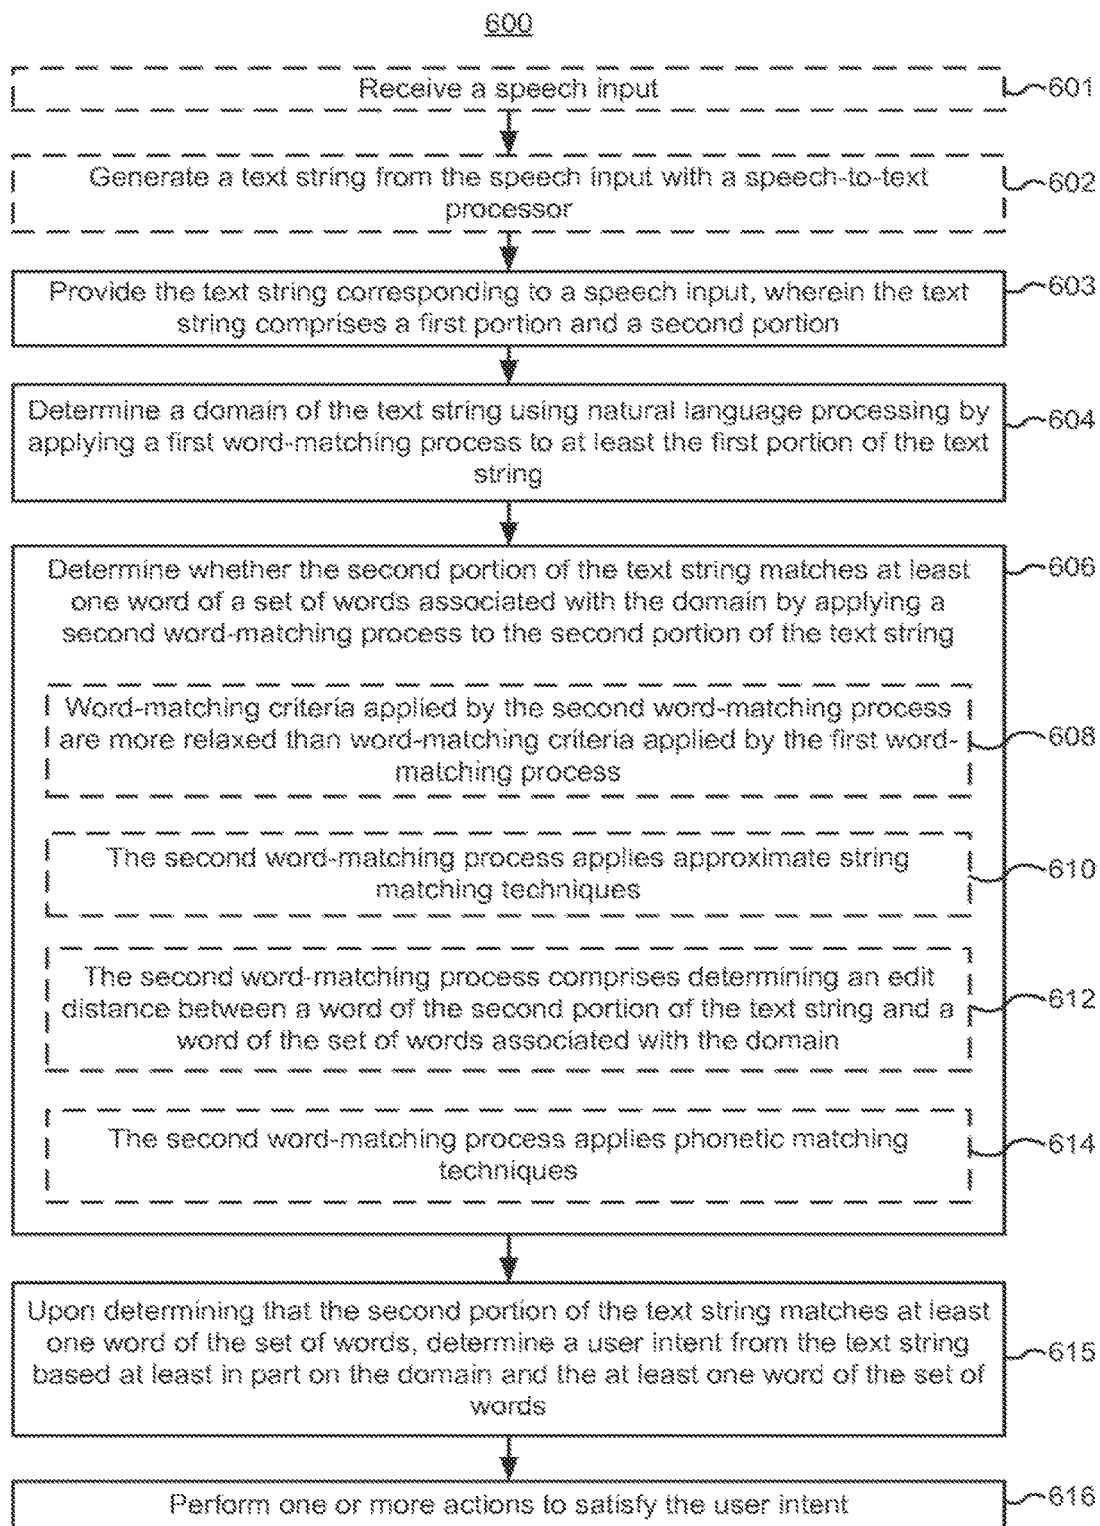 600
Receive a speech input
601
Generate a text string from the speech input with a speech-to-text
processor
602
Provide the text string corresponding to a speech input, wherein the text
string comprises a first portion and a second portion
603
Determine a domain of the text string using natural language processing by
applying a first word-matching process to at least the first portion of the text
string
604
Determine whether the second portion of the text string matches at least
one word of a set of words associated with the domain by applying a
second word-matching process to the second portion of the text string
606
Word-matching criteria applied by the second word-matching process
are more relaxed than word-matching criteria applied by the first word-
matching process
608
The second word-matching process applies approximate string
matching techniques
610
The second word-matching process comprises determining an edit
distance between a word of the second portion of the text string and a
word of the set of words associated with the domain
612
The second word-matching process applies phonetic matching
techniques
614
Upon determining that the second portion of the text string matches at least
one word of the set of words, determine a user intent from the text string
based at least in part on the domain and the at least one word of the set of
words
615
Perform one or more actions to satisfy the user intent
616